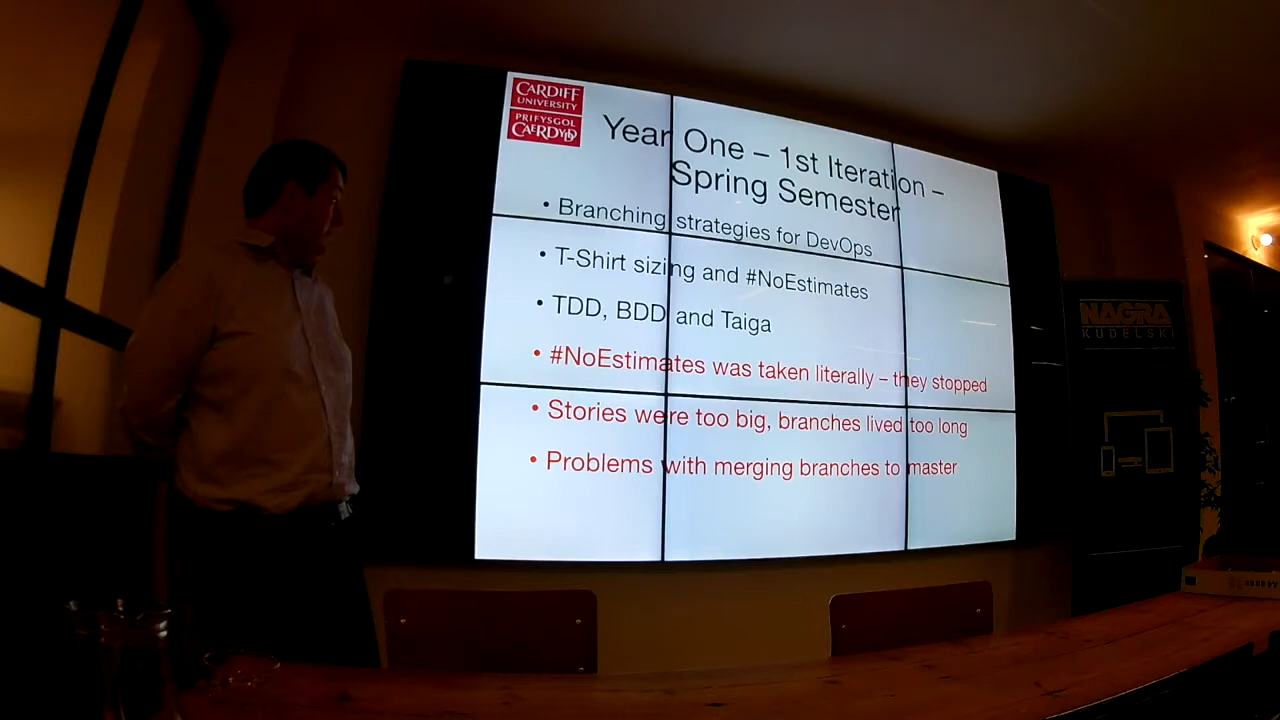 CARDIFF
UNIVERSITY
PRIFYSGOL
CAERDYDD
Year One – 1st Iteration –
Spring Semester
• Branching strategies for DevOps
• T-Shirt sizing and #NoEstimates
• TDD, BDD and Taiga
• #NoEstimates was taken literally – they stopped
• Stories were too big, branches lived too long
• Problems with merging branches to master
NAGRA
KUDELSKI